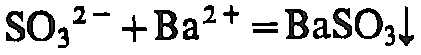 SO₃²⁻ + Ba²⁺ = BaSO₃↓